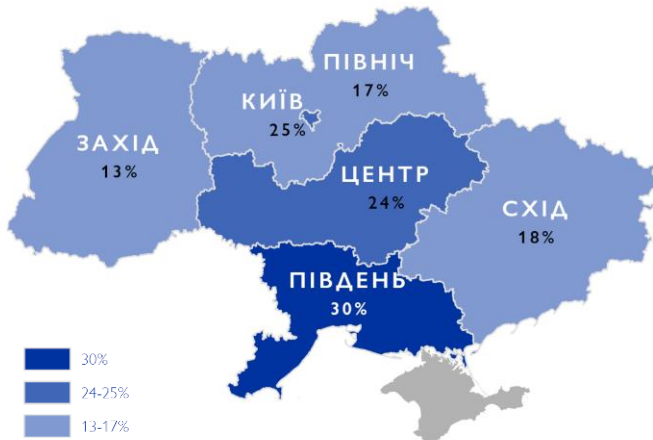 ПІВНІЧ
17%
КИЇВ
25%
ЗАХІД
13%
ЦЕНТР
24%
СХІД
18%
ПІВДЕНЬ
30%
30%
24-25%
13-17%